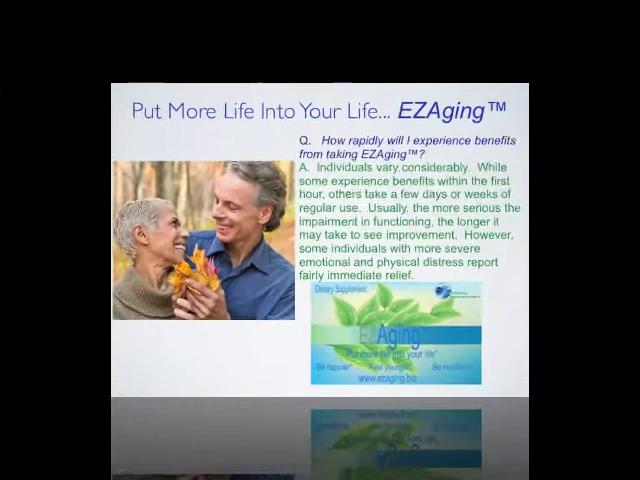 Put More Life Into Your Life... EZAging™
Q. How rapidly will I experience benefits
from taking EZAging™?
A. Individuals vary considerably. While
some experience benefits within the first
hour, others take a few days or weeks of
regular use. Usually, the more serious the
impairment in functioning, the longer it
may take to see improvement. However,
some individuals with more severe
emotional and physical distress report
fairly immediate relief.
Dietary Supplement
EZAging
Put more life into your life*
Be happier* Feel younger* Be
www.ezaging.biz